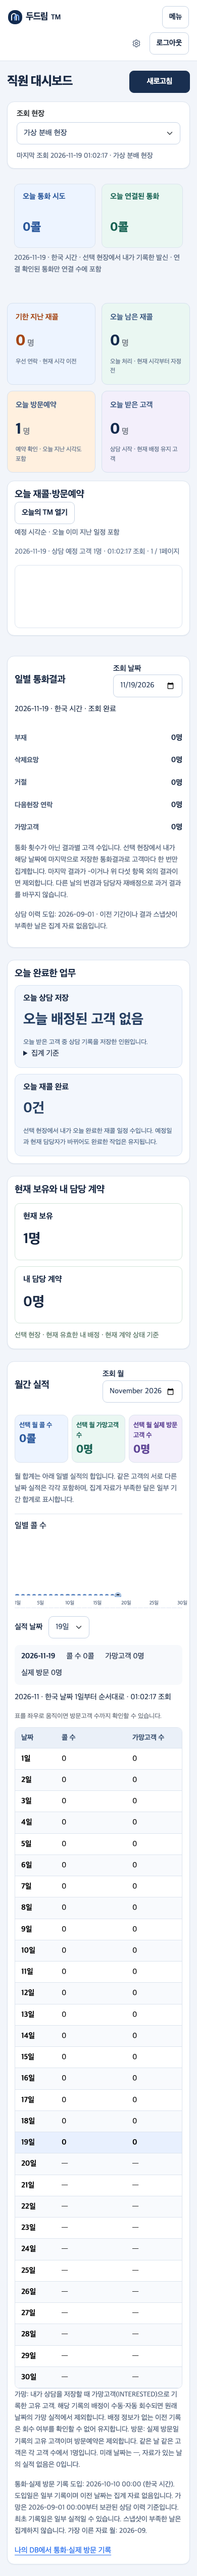 두드림 TM
메뉴
로그아웃
직원 대시보드
새로고침
조회 현장
가상 분배 현장
마지막 조회 2026-11-19 01:02:17 · 가상 분배 현장
오늘 통화 시도
0콜
오늘 연결된 통화
0콜
2026-11-19 · 한국 시간 · 선택 현장에서 내가 기록한 발신 · 연
결 확인된 통화만 연결 수에 포함
기한 지난 재콜
0 명
우선 연락 · 현재 시각 이전
오늘 남은 재콜
0 명
오늘 처리 · 현재 시각부터 자정
전
오늘 방문예약
1 명
예약 확인 · 오늘 지난 시각도
포함
오늘 받은 고객
0 명
상담 시작 · 현재 배정 유지 고
객
오늘 재콜·방문예약
오늘의 TM 열기
예정 시각순 · 오늘 이미 지난 일정 포함
2026-11-19 · 상담 예정 고객 1명 · 01:02:17 조회 · 1 / 1페이지
일별 통화결과
조회 날짜
11/19/2026
2026-11-19 · 한국 시간 · 조회 완료
부재 0명
삭제요망 0명
거절 0명
다음현장 연락 0명
가망고객 0명
통화 횟수가 아닌 결과별 고객 수입니다. 선택 현장에서 내가
해당 날짜에 마지막으로 저장한 통화결과로 고객마다 한 번만
집계합니다. 마지막 결과가 -이거나 위 다섯 항목 외의 결과이
면 제외합니다. 다른 날의 변경과 담당자 재배정으로 과거 결과
를 바꾸지 않습니다.
상담 이력 도입: 2026-09-01 · 이전 기간이나 결과 스냅샷이
부족한 날은 집계 자료 없음입니다.
오늘 완료한 업무
오늘 상담 저장
오늘 배정된 고객 없음
오늘 받은 고객 중 상담 기록을 저장한 인원입니다.
▶ 집계 기준
오늘 재콜 완료
0건
선택 현장에서 내가 오늘 완료한 재콜 일정 수입니다. 예정일
과 현재 담당자가 바뀌어도 완료한 작업은 유지됩니다.
현재 보유와 내 담당 계약
현재 보유
1명
내 담당 계약
0명
선택 현장 · 현재 유효한 내 배정 · 현재 계약 상태 기준
월간 실적
조회 월
November 2026
선택 월 콜 수
0콜
선택 월 가망고객
수
0명
선택 월 실제 방문
고객 수
0명
월 합계는 아래 일별 실적의 합입니다. 같은 고객의 서로 다른
날짜 실적은 각각 포함하며, 집계 자료가 부족한 달은 일부 기
간 합계로 표시합니다.
일별 콜 수
1일 5일 10일 15일 20일 25일 30일
실적 날짜 19일
2026-11-19 콜 수 0콜 가망고객 0명
실제 방문 0명
2026-11 · 한국 날짜 1일부터 순서대로 · 01:02:17 조회
표를 좌우로 움직이면 방문고객 수까지 확인할 수 있습니다.
날짜 콜 수 가망고객 수
1일 0 0
2일 0 0
3일 0 0
4일 0 0
5일 0 0
6일 0 0
7일 0 0
8일 0 0
9일 0 0
10일 0 0
11일 0 0
12일 0 0
13일 0 0
14일 0 0
15일 0 0
16일 0 0
17일 0 0
18일 0 0
19일 0 0
20일 — —
21일 — —
22일 — —
23일 — —
24일 — —
25일 — —
26일 — —
27일 — —
28일 — —
29일 — —
30일 — —
가망: 내가 상담을 저장할 때 가망고객(INTERESTED)으로 기
록한 고유 고객, 해당 기록의 배정이 수동·자동 회수되면 원래
날짜의 가망 실적에서 제외합니다. 배정 정보가 없는 이전 기록
은 회수 여부를 확인할 수 없어 유지합니다. 방문: 실제 방문일
기록의 고유 고객이며 방문예약은 제외합니다. 같은 날 같은 고
객은 각 고객 수에서 1명입니다. 미래 날짜는 —, 자료가 있는 날
의 실적 없음은 0입니다.
통화·실제 방문 기록 도입: 2026-10-10 00:00 (한국 시간).
도입일은 일부 기록이며 이전 날짜는 집계 자료 없음입니다. 가
망은 2026-09-01 00:00부터 보관된 상담 이력 기준입니다.
최초 기록일은 일부 실적일 수 있습니다. 스냅샷이 부족한 날은
집계하지 않습니다. 가장 이른 자료 월: 2026-09.
나의 DB에서 통화·실제 방문 기록